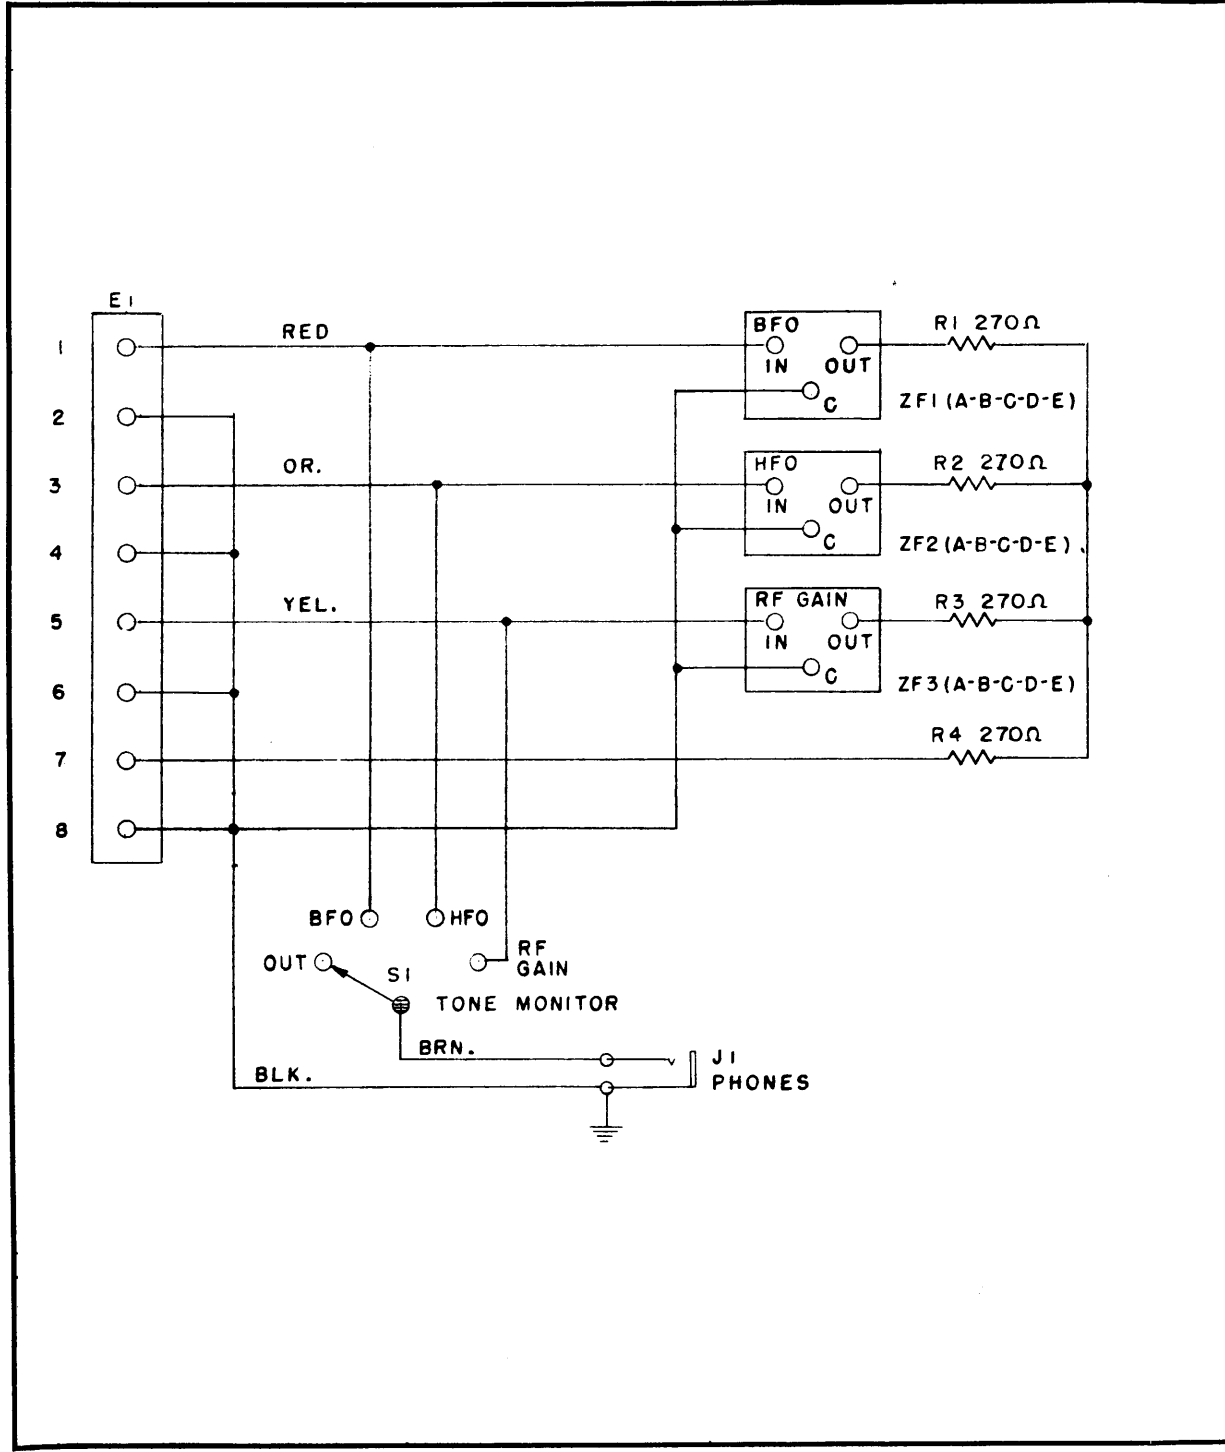 E1
1
RED
BFO
IN OUT
C
R1 270Ω
ZF1 (A-B-C-D-E)
2
3
OR.
HFO
IN OUT
C
R2 270Ω
ZF2 (A-B-C-D-E).
4
5
YEL.
RF GAIN
IN OUT
C
R3 270Ω
ZF3 (A-B-C-D-E)
6
7
R4 270Ω
8
BFO
HFO
OUT
S1
RF
GAIN
TONE MONITOR
BRN.
BLK.
J1
PHONES